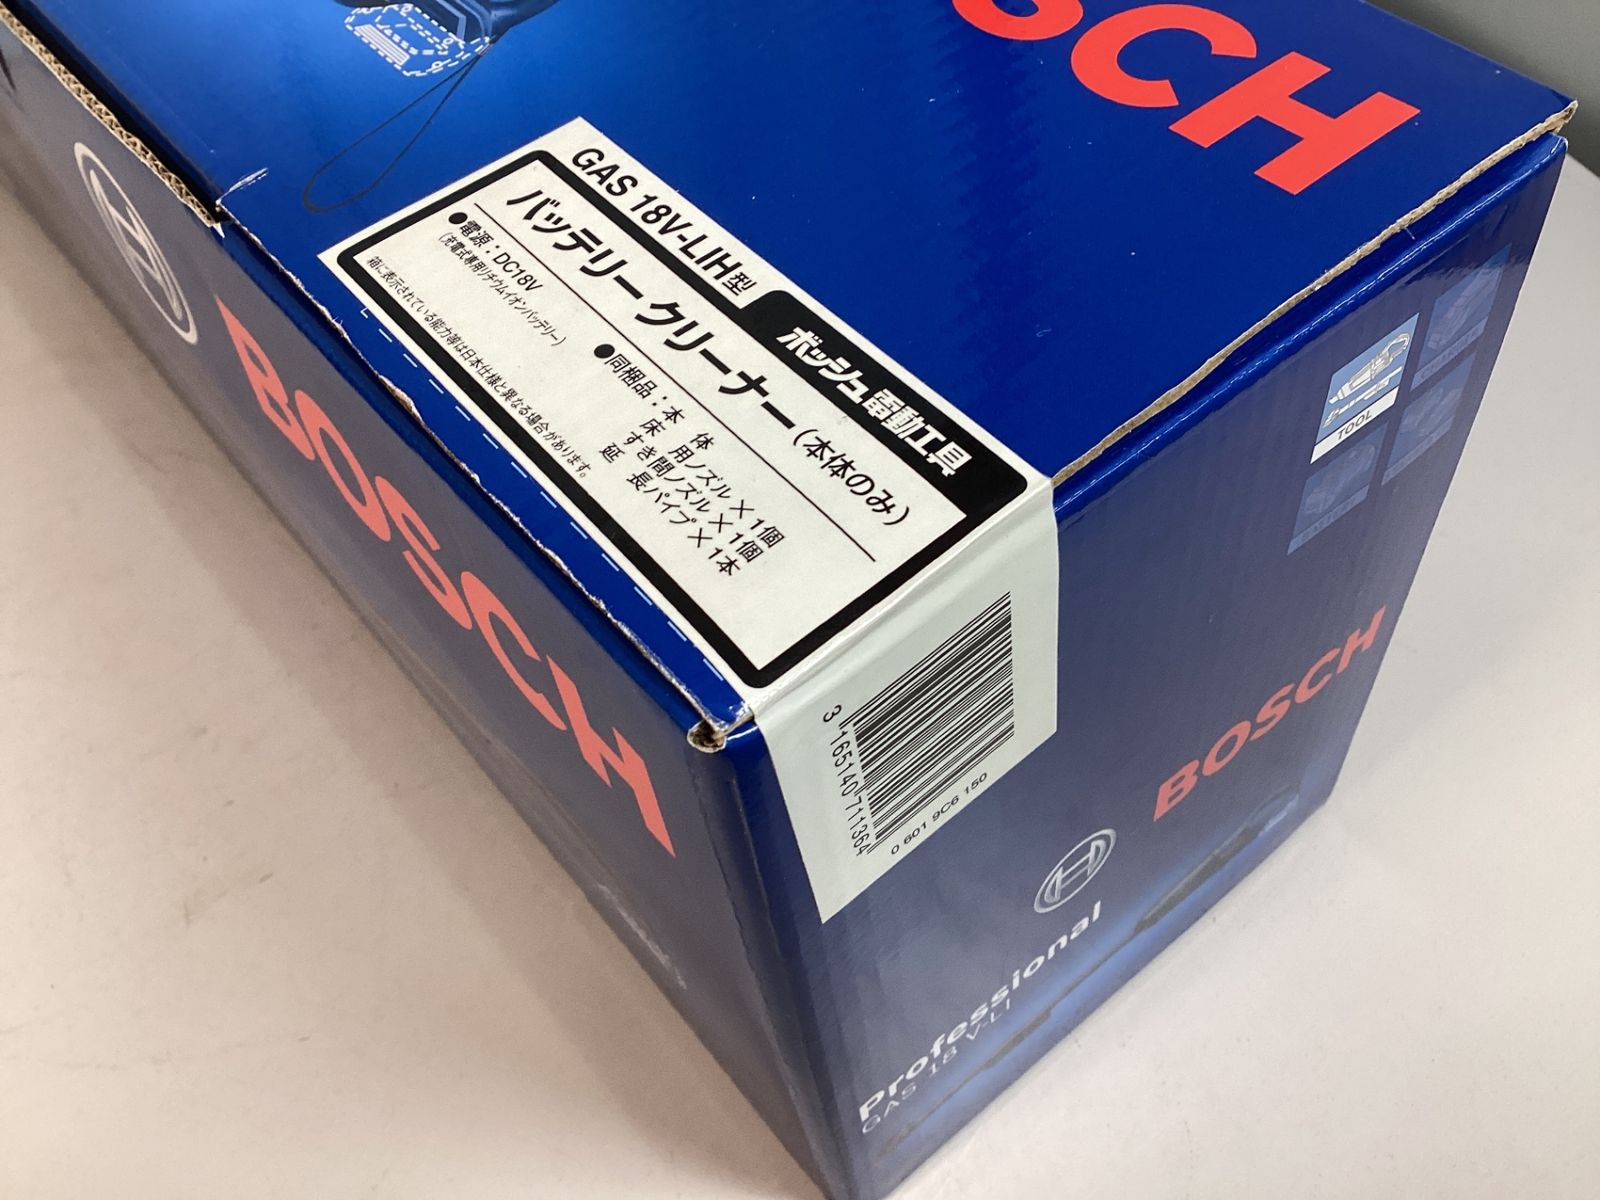 BOSCH
GAS 18V-LIH型
ボッシュ電動工具
バッテリークリーナー(本体のみ)
●電源:DC18V
(充電式専用リチウムイオンバッテリー)
箱に表示されている能力等は日本仕様と異なる場合があります。
●同梱品:本 体
床 用ノズル×1個
すき間ノズル×1個
延 長パイプ×1本
3 165140 711364
0 601 9C6 150
BOSCH
TOOL
BOSCH
Professional
GAS 18 V-LI